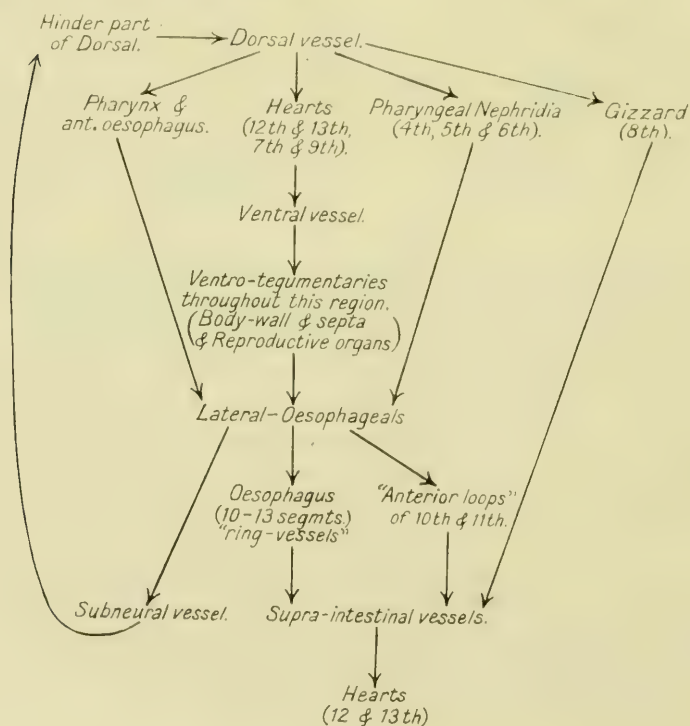 Hinder part
of Dorsal.
Dorsal vessel.
Pharynx &
ant. oesophagus.
Hearts
(12th & 13th,
7th & 9th).
Pharyngeal Nephridia
(4th, 5th & 6th).
Gizzard
(8th).
Ventral vessel.
Ventro-tegumentaries
throughout this region.
(Body-wall & septa
& Reproductive organs)
Lateral-Oesophageals
Oesophagus
(10-13 segmts.)
"ring-vessels"
"Anterior loops"
of 10th & 11th.
Subneural vessel.
Supra-intestinal vessels.
Hearts
(12 & 13th)